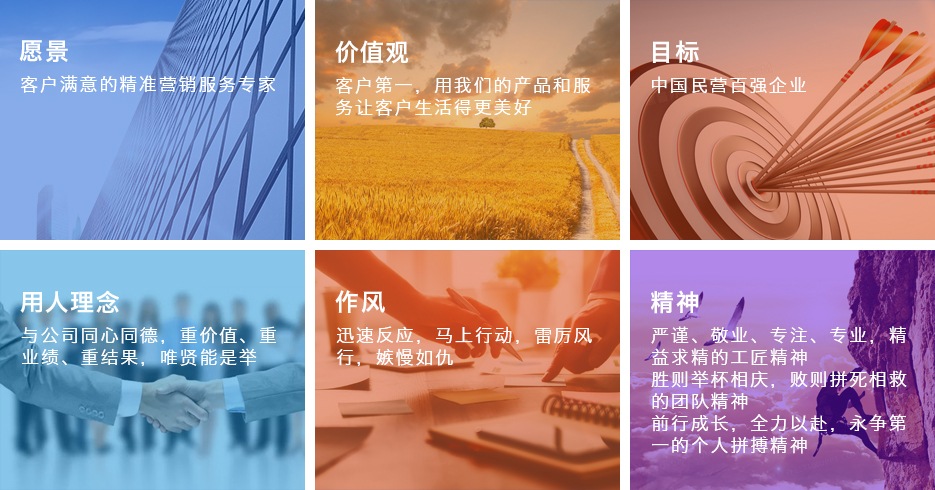 愿景
客户满意的精准营销服务专家
价值观
客户第一，用我们的产品和服
务让客户生活得更美好
目标
中国民营百强企业
用人理念
与公司同心同德，重价值、重
业绩、重结果，唯贤能是举
作风
迅速反应，马上行动，雷厉风
行，嫉慢如仇
精神
严谨、敬业、专注、专业，精
益求精的工匠精神
胜则举杯相庆，败则拼死相救
的团队精神
前行成长，全力以赴，永争第
一的个人拼搏精神